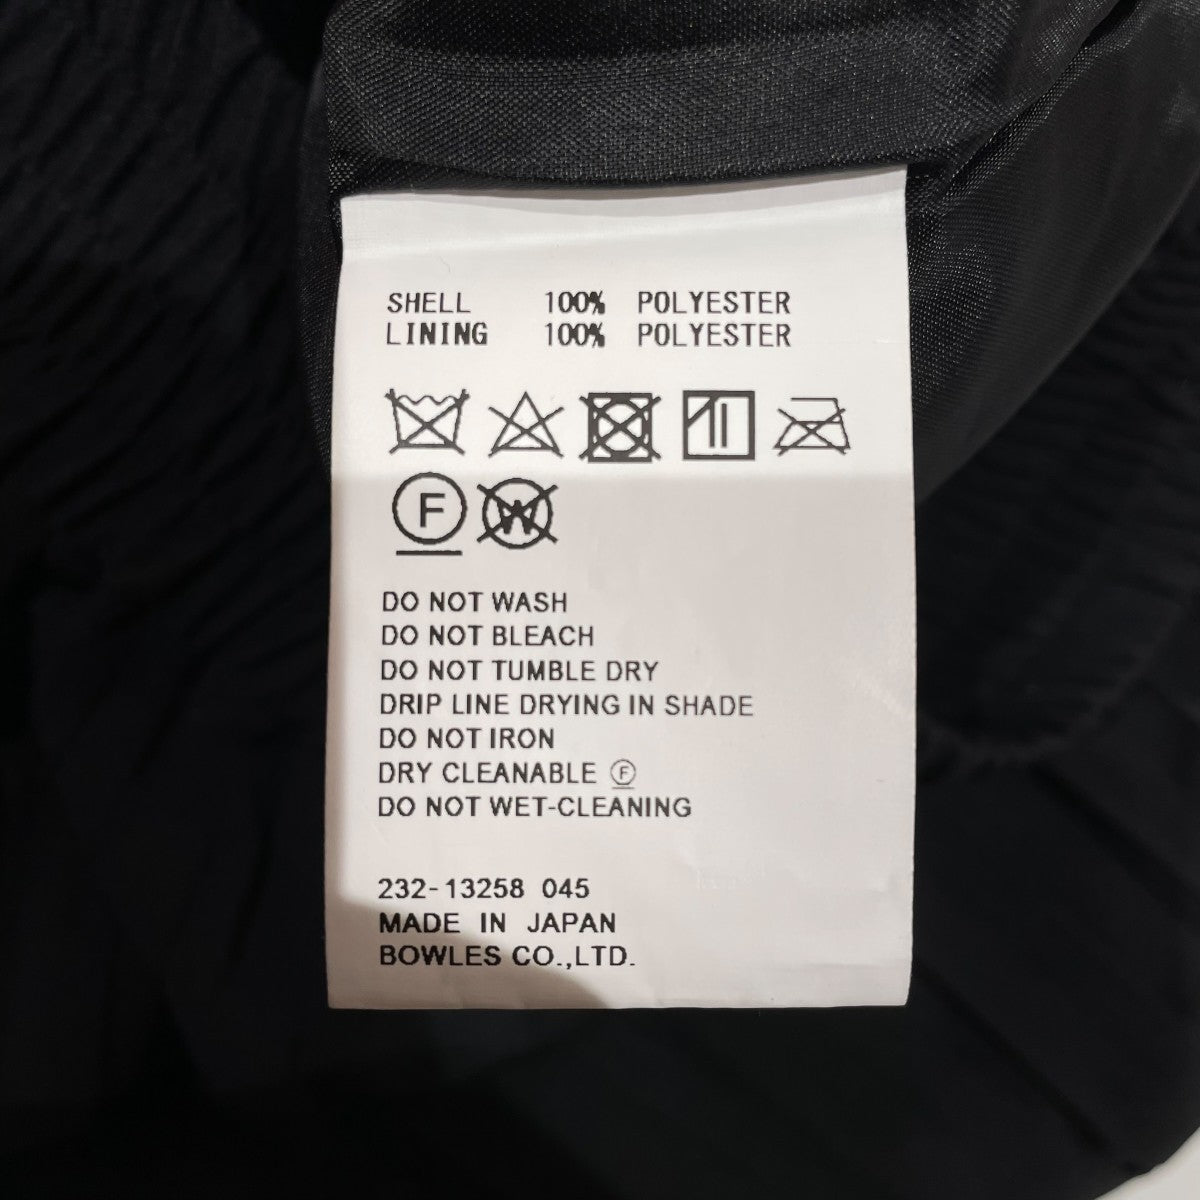 SHELL 100% POLYESTER
LINING 100% POLYESTER
F W
DO NOT WASH
DO NOT BLEACH
DO NOT TUMBLE DRY
DRIP LINE DRYING IN SHADE
DO NOT IRON
DRY CLEANABLE Ⓕ
DO NOT WET-CLEANING
232-13258 045
MADE IN JAPAN
BOWLES CO.,LTD.